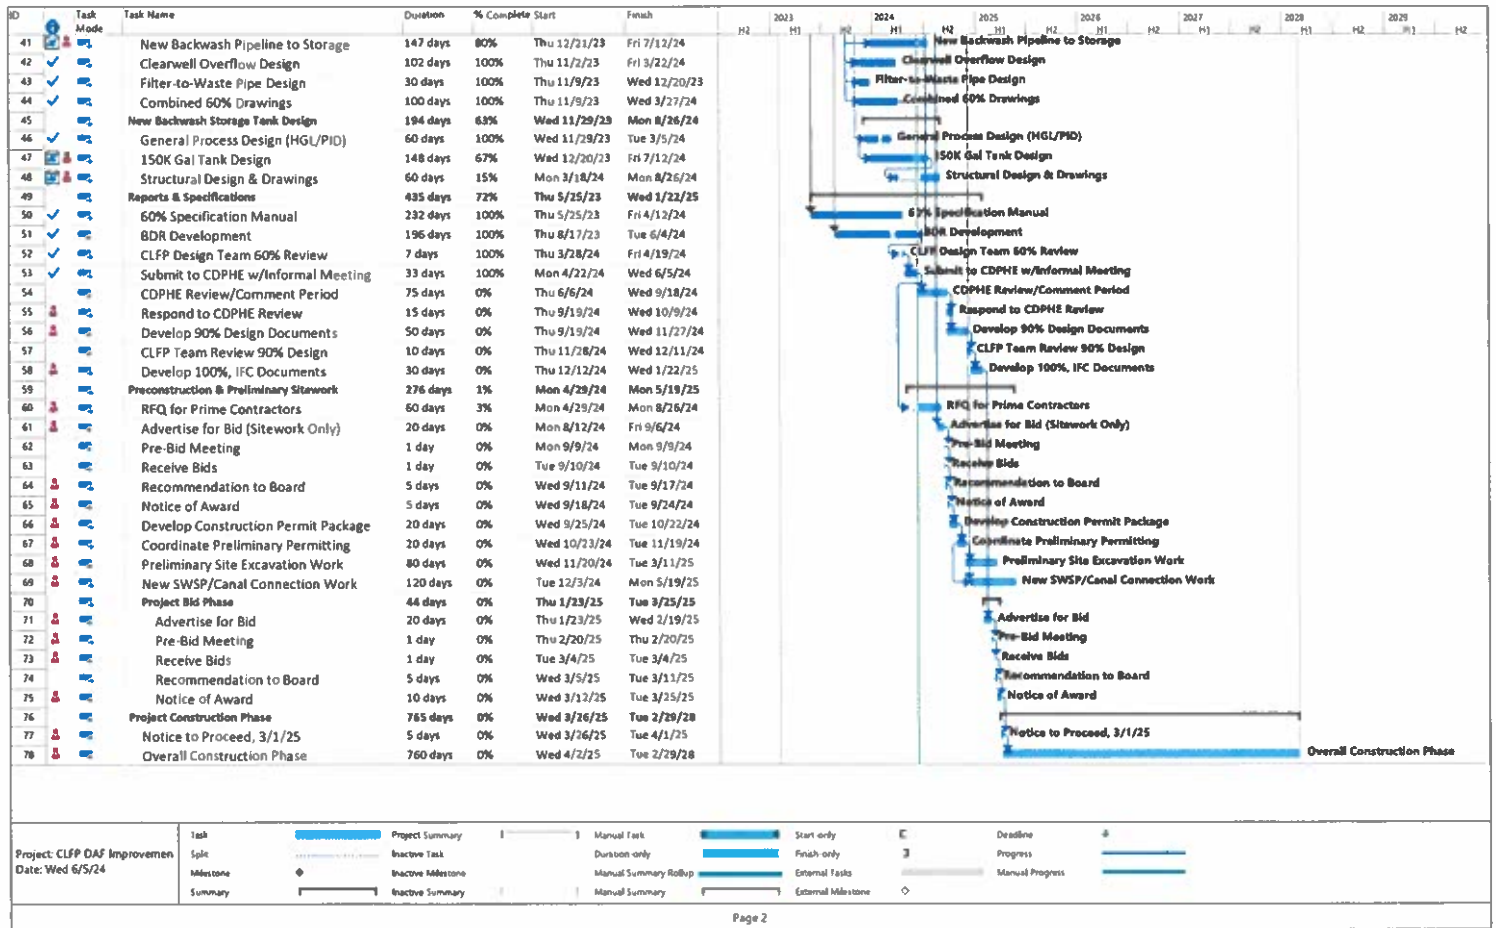 ID Task Mode Task Name Duration % Complete Start Finish 2023 2024 2025 2026 2027 2028 2029
H2 H1 H2 H1 H2 H1 H2 H1 H2 H1 H2 H1 H2 H1 H2
41 New Backwash Pipeline to Storage 147 days 80% Thu 12/21/23 Fri 7/12/24 New Backwash Pipeline to Storage
42 Clearwell Overflow Design 102 days 100% Thu 11/2/23 Fri 3/22/24 Clearwell Overflow Design
43 Filter-to-Waste Pipe Design 30 days 100% Thu 11/9/23 Wed 12/20/23 Filter-to-Waste Pipe Design
44 Combined 60% Drawings 100 days 100% Thu 11/9/23 Wed 3/27/24 Combined 60% Drawings
45 New Backwash Storage Tank Design 194 days 63% Wed 11/29/23 Mon 8/26/24
46 General Process Design (HGL/PID) 60 days 100% Wed 11/29/23 Tue 3/5/24 General Process Design (HGL/PID)
47 150K Gal Tank Design 148 days 67% Wed 12/20/23 Fri 7/12/24 150K Gal Tank Design
48 Structural Design & Drawings 60 days 15% Mon 3/18/24 Mon 8/26/24 Structural Design & Drawings
49 Reports & Specifications 435 days 72% Thu 5/25/23 Wed 1/22/25
50 60% Specification Manual 232 days 100% Thu 5/25/23 Fri 4/12/24 60% Specification Manual
51 BDR Development 196 days 100% Thu 8/17/23 Tue 6/4/24 BDR Development
52 CLFP Design Team 60% Review 7 days 100% Thu 3/28/24 Fri 4/19/24 CLFP Design Team 60% Review
53 Submit to CDPHE w/Informal Meeting 33 days 100% Mon 4/22/24 Wed 6/5/24 Submit to CDPHE w/Informal Meeting
54 CDPHE Review/Comment Period 75 days 0% Thu 6/6/24 Wed 9/18/24 CDPHE Review/Comment Period
55 Respond to CDPHE Review 15 days 0% Thu 9/19/24 Wed 10/9/24 Respond to CDPHE Review
56 Develop 90% Design Documents 50 days 0% Thu 9/19/24 Wed 11/27/24 Develop 90% Design Documents
57 CLFP Team Review 90% Design 10 days 0% Thu 11/28/24 Wed 12/11/24 CLFP Team Review 90% Design
58 Develop 100%, IFC Documents 30 days 0% Thu 12/12/24 Wed 1/22/25 Develop 100%, IFC Documents
59 Preconstruction & Preliminary Sitework 276 days 1% Mon 4/29/24 Mon 5/19/25
60 RFQ for Prime Contractors 60 days 3% Mon 4/29/24 Mon 8/26/24 RFQ for Prime Contractors
61 Advertise for Bid (Sitework Only) 20 days 0% Mon 8/12/24 Fri 9/6/24 Advertise for Bid (Sitework Only)
62 Pre-Bid Meeting 1 day 0% Mon 9/9/24 Mon 9/9/24 Pre-Bid Meeting
63 Receive Bids 1 day 0% Tue 9/10/24 Tue 9/10/24 Receive Bids
64 Recommendation to Board 5 days 0% Wed 9/11/24 Tue 9/17/24 Recommendation to Board
65 Notice of Award 5 days 0% Wed 9/18/24 Tue 9/24/24 Notice of Award
66 Develop Construction Permit Package 20 days 0% Wed 9/25/24 Tue 10/22/24 Develop Construction Permit Package
67 Coordinate Preliminary Permitting 20 days 0% Wed 10/23/24 Tue 11/19/24 Coordinate Preliminary Permitting
68 Preliminary Site Excavation Work 80 days 0% Wed 11/20/24 Tue 3/11/25 Preliminary Site Excavation Work
69 New SWSP/Canal Connection Work 120 days 0% Tue 12/3/24 Mon 5/19/25 New SWSP/Canal Connection Work
70 Project Bid Phase 44 days 0% Thu 1/23/25 Tue 3/25/25
71 Advertise for Bid 20 days 0% Thu 1/23/25 Wed 2/19/25 Advertise for Bid
72 Pre-Bid Meeting 1 day 0% Thu 2/20/25 Thu 2/20/25 Pre-Bid Meeting
73 Receive Bids 1 day 0% Tue 3/4/25 Tue 3/4/25 Receive Bids
74 Recommendation to Board 5 days 0% Wed 3/5/25 Tue 3/11/25 Recommendation to Board
75 Notice of Award 10 days 0% Wed 3/12/25 Tue 3/25/25 Notice of Award
76 Project Construction Phase 765 days 0% Wed 3/26/25 Tue 2/29/28
77 Notice to Proceed, 3/1/25 5 days 0% Wed 3/26/25 Tue 4/1/25 Notice to Proceed, 3/1/25
78 Overall Construction Phase 760 days 0% Wed 4/2/25 Tue 2/29/28 Overall Construction Phase
Project: CLFP DAF Improvemen
Date: Wed 6/5/24
Task Project Summary Manual Task Start-only Deadline
Split Inactive Task Duration-only Finish-only Progress
Milestone Inactive Milestone Manual Summary Rollup External Tasks Manual Progress
Summary Inactive Summary Manual Summary External Milestone
Page 2